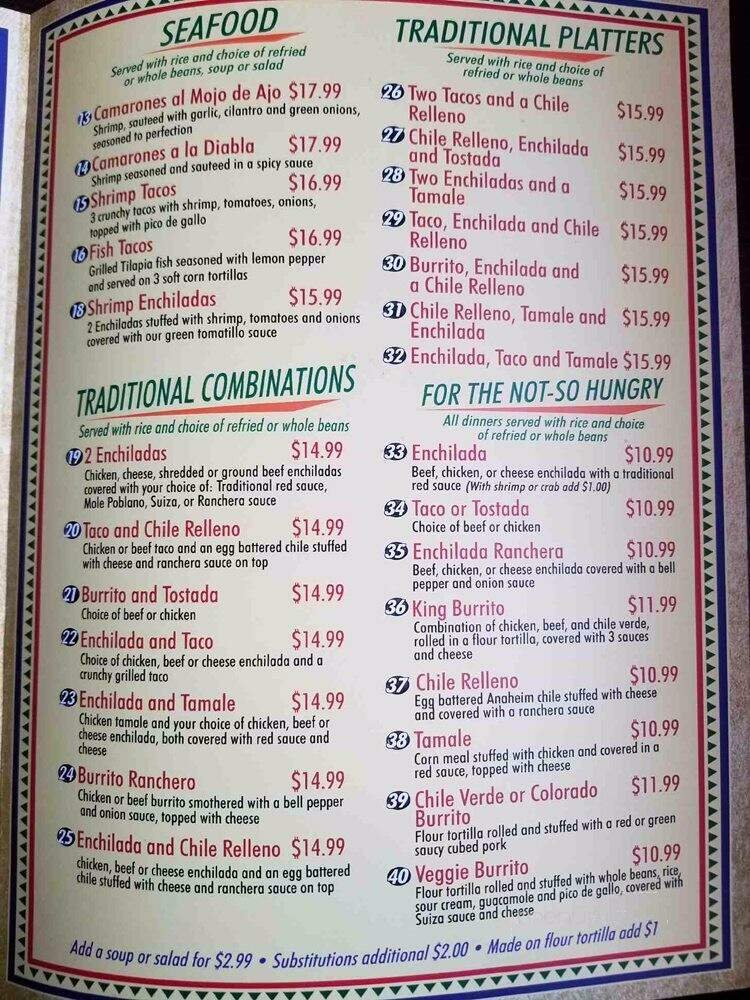 SEAFOOD
Served with rice and choice of refried
or whole beans, soup or salad
13 Camarones al Mojo de Ajo $17.99
Shrimp, sauteed with garlic, cilantro and green onions,
seasoned to perfection
14 Camarones a la Diabla $17.99
Shrimp seasoned and sauteed in a spicy sauce
15 Shrimp Tacos $16.99
3 crunchy tacos with shrimp, tomatoes, onions,
topped with pico de gallo
16 Fish Tacos $16.99
Grilled Tilapia fish seasoned with lemon pepper
and served on 3 soft corn tortillas
18 Shrimp Enchiladas $15.99
2 Enchiladas stuffed with shrimp, tomatoes and onions
covered with our green tomatillo sauce
TRADITIONAL COMBINATIONS
Served with rice and choice of refried or whole beans
19 2 Enchiladas $14.99
Chicken, cheese, shredded or ground beef enchiladas
covered with your choice of: Traditional red sauce,
Mole Poblano, Suiza, or Ranchera sauce
20 Taco and Chile Relleno $14.99
Chicken or beef taco and an egg battered chile stuffed
with cheese and ranchera sauce on top
21 Burrito and Tostada $14.99
Choice of beef or chicken
22 Enchilada and Taco $14.99
Choice of chicken, beef or cheese enchilada and a
crunchy grilled taco
23 Enchilada and Tamale $14.99
Chicken tamale and your choice of chicken, beef or
cheese enchilada, both covered with red sauce and
cheese
24 Burrito Ranchero $14.99
Chicken or beef burrito smothered with a bell pepper
and onion sauce, topped with cheese
25 Enchilada and Chile Relleno $14.99
chicken, beef or cheese enchilada and an egg battered
chile stuffed with cheese and ranchera sauce on top
TRADITIONAL PLATTERS
Served with rice and choice of
refried or whole beans
26 Two Tacos and a Chile
Relleno $15.99
27 Chile Relleno, Enchilada
and Tostada $15.99
28 Two Enchiladas and a
Tamale $15.99
29 Taco, Enchilada and Chile
Relleno $15.99
30 Burrito, Enchilada and
a Chile Relleno $15.99
31 Chile Relleno, Tamale and
Enchilada $15.99
32 Enchilada, Taco and Tamale $15.99
FOR THE NOT-SO HUNGRY
All dinners served with rice and choice
of refried or whole beans
33 Enchilada $10.99
Beef, chicken, or cheese enchilada with a traditional
red sauce (With shrimp or crab add $1.00)
34 Taco or Tostada $10.99
Choice of beef or chicken
35 Enchilada Ranchera $10.99
Beef, chicken, or cheese enchilada covered with a bell
pepper and onion sauce
36 King Burrito $11.99
Combination of chicken, beef, and chile verde,
rolled in a flour tortilla, covered with 3 sauces
and cheese
37 Chile Relleno $10.99
Egg battered Anaheim chile stuffed with cheese
and covered with a ranchera sauce
38 Tamale $10.99
Corn meal stuffed with chicken and covered in a
red sauce, topped with cheese
39 Chile Verde or Colorado $11.99
Burrito
Flour tortilla rolled and stuffed with a red or green
saucy cubed pork
40 Veggie Burrito $10.99
Flour tortilla rolled and stuffed with whole beans, rice,
sour cream, guacamole and pico de gallo, covered with
Suiza sauce and cheese
Add a soup or salad for $2.99 • Substitutions additional $2.00 • Made on flour tortilla add $1